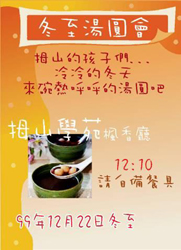 冬至湯圓會
拇山的孩子們...
冷冷的冬天
來碗熱呼呼的湯圓吧
拇山學苑楓香廳
12:10
請自備餐具
99年12月22日冬至